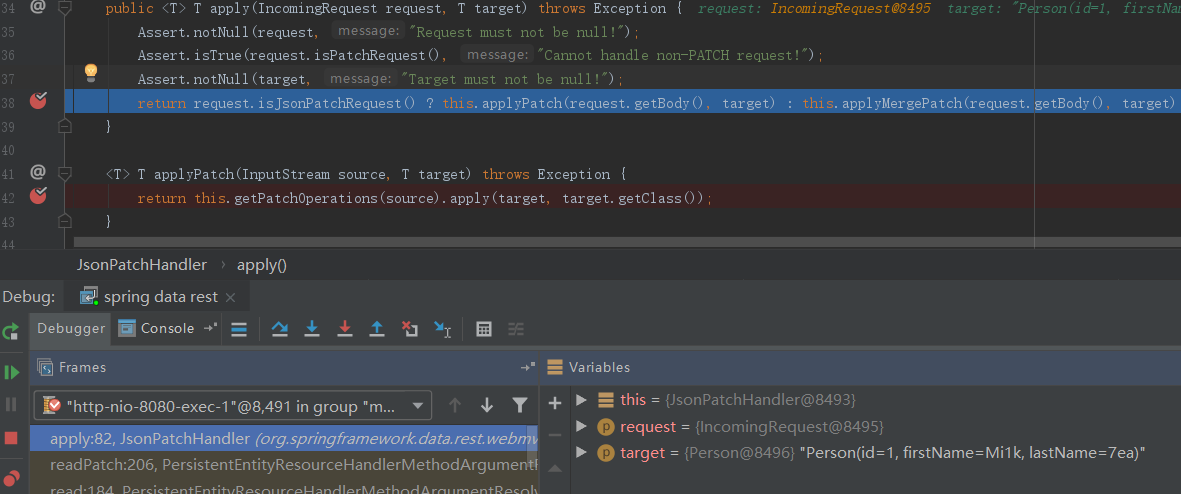 34 public <T> T apply(IncomingRequest request, T target) throws Exception { request: IncomingRequest@8495 target: "Person(id=1, firstNa
35 Assert.notNull(request, message: "Request must not be null!");
36 Assert.isTrue(request.isPatchRequest(), message: "Cannot handle non-PATCH request!");
37 Assert.notNull(target, message: "Target must not be null!");
38 return request.isJsonPatchRequest() ? this.applyPatch(request.getBody(), target) : this.applyMergePatch(request.getBody(), target)
39 }
40
41 <T> T applyPatch(InputStream source, T target) throws Exception {
42 return this.getPatchOperations(source).apply(target, target.getClass());
43 }
44
JsonPatchHandler › apply()
Debug: spring data rest
Debugger Console
Frames
Variables
"http-nio-8080-exec-1"@8,491 in group "m...
this = {JsonPatchHandler@8493}
request = {IncomingRequest@8495}
target = {Person@8496} "Person(id=1, firstName=Mi1k, lastName=7ea)"
apply:82, JsonPatchHandler (org.springframework.data.rest.webmv
readPatch:206, PersistentEntityResourceHandlerMethodArgumentR
read:184, PersistentEntityResourceHandlerMethodArgumentResolv